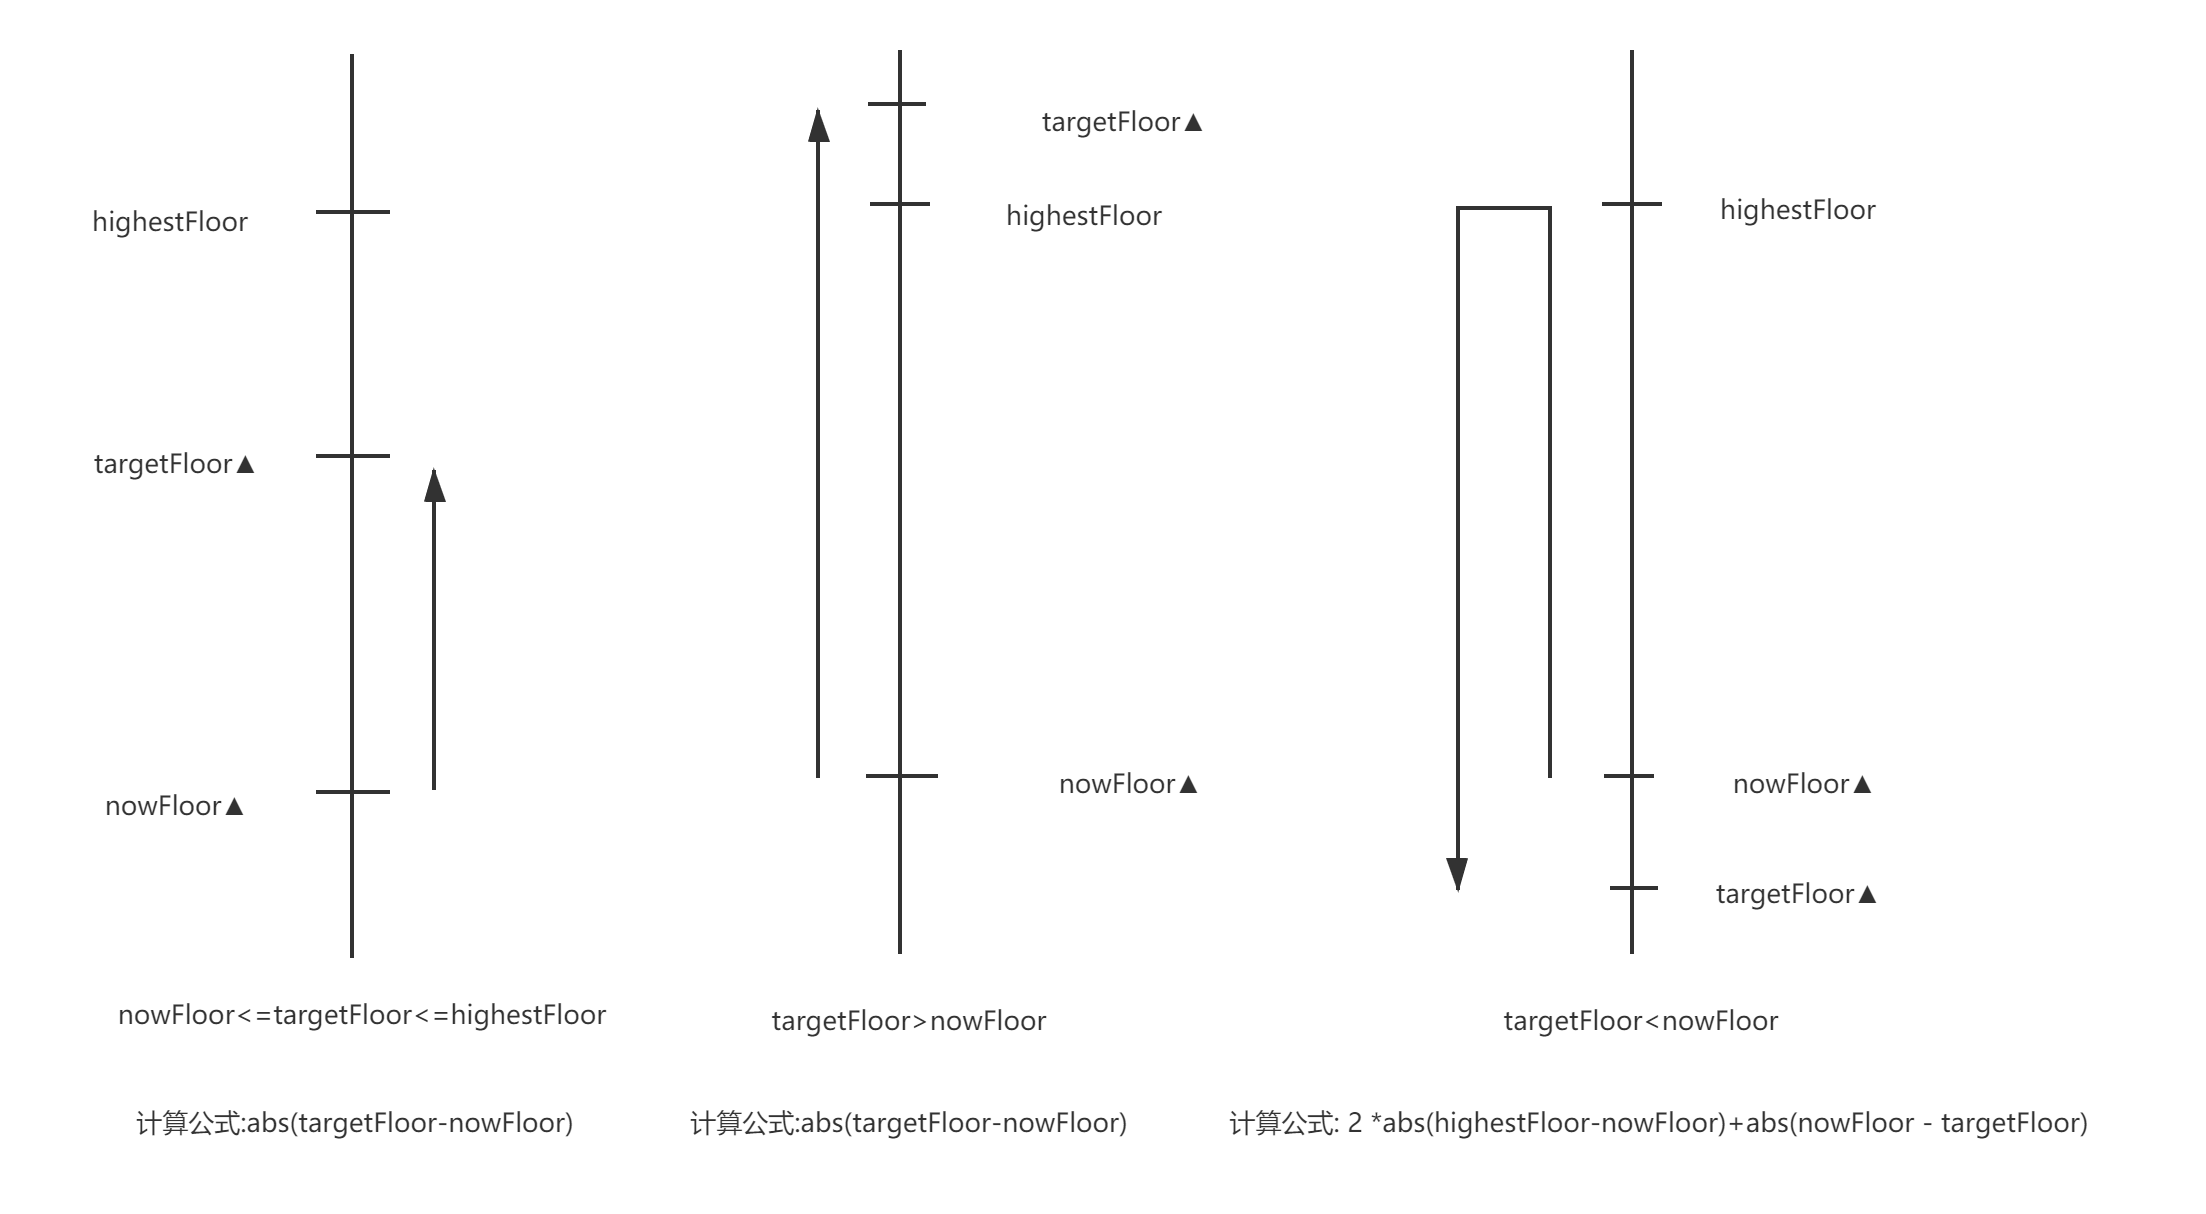 highestFloor
targetFloor▲
nowFloor▲
nowFloor<=targetFloor<=highestFloor
计算公式:abs(targetFloor-nowFloor)
targetFloor▲
highestFloor
nowFloor▲
targetFloor>nowFloor
计算公式:abs(targetFloor-nowFloor)
highestFloor
nowFloor▲
targetFloor▲
targetFloor<nowFloor
计算公式: 2 *abs(highestFloor-nowFloor)+abs(nowFloor - targetFloor)